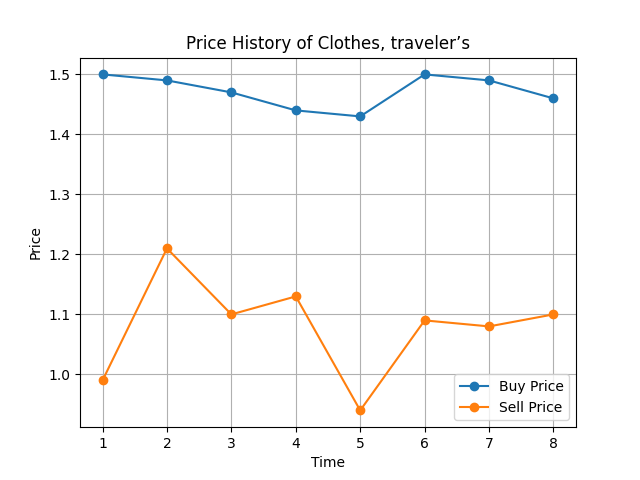 Price History of Clothes, traveler’s
1.5
1.4
1.3
1.2
1.1
1.0
Price
Buy Price
Sell Price
1 2 3 4 5 6 7 8
Time